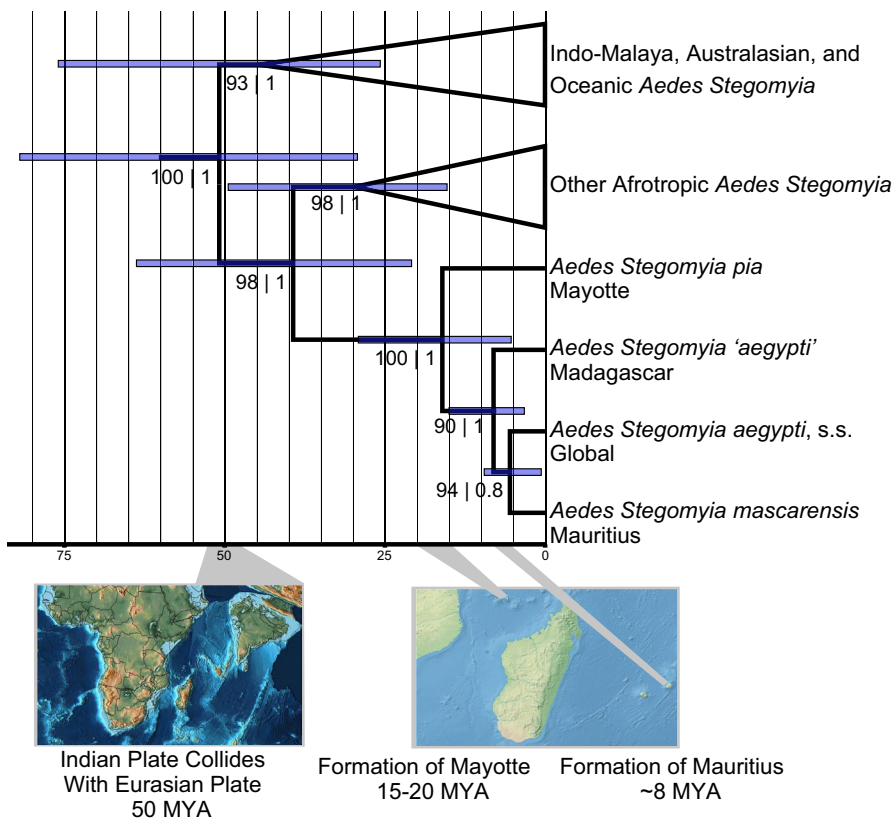 93 | 1
Indo-Malaya, Australasian, and
Oceanic Aedes Stegomyia
100 | 1
98 | 1
Other Afrotropic Aedes Stegomyia
98 | 1
Aedes Stegomyia pia
Mayotte
100 | 1
Aedes Stegomyia ‘aegypti’
Madagascar
90 | 1
Aedes Stegomyia aegypti, s.s.
Global
94 | 0.8
Aedes Stegomyia mascarensis
Mauritius
75
50
25
0
Indian Plate Collides
With Eurasian Plate
50 MYA
Formation of Mayotte
15-20 MYA
Formation of Mauritius
~8 MYA